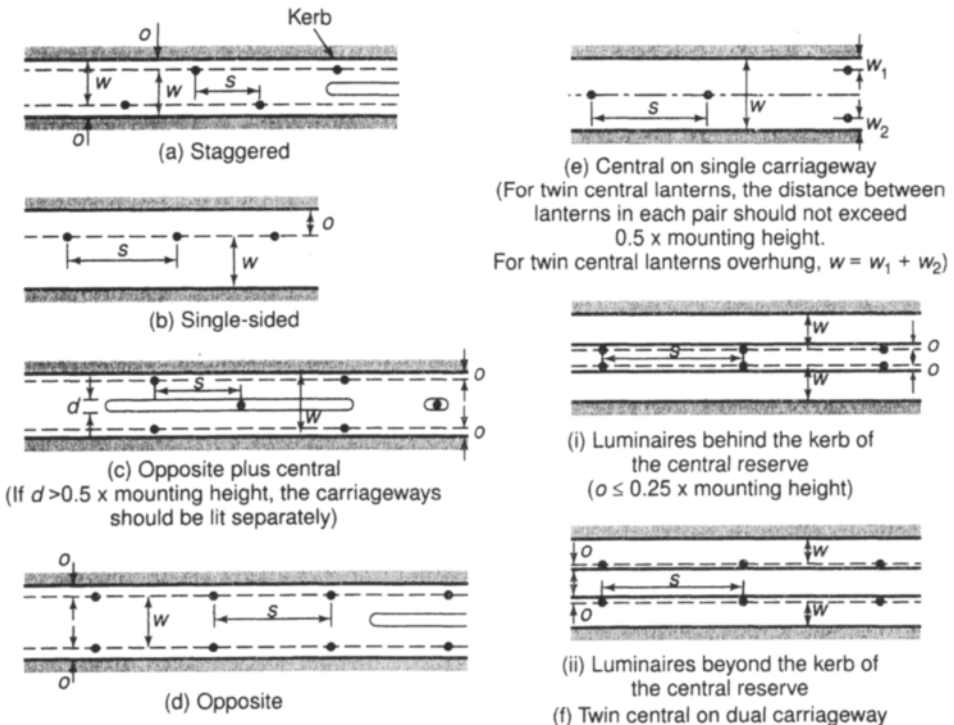 Kerb
o
w
w
s
o
(a) Staggered
o
s
w
(b) Single-sided
o
s
d
w
o
(c) Opposite plus central
(If d >0.5 x mounting height, the carriageways
should be lit separately)
o
w
s
o
(d) Opposite
w1
s
w
w2
(e) Central on single carriageway
(For twin central lanterns, the distance between
lanterns in each pair should not exceed
0.5 x mounting height.
For twin central lanterns overhung, w = w1 + w2)
w
s
o
o
w
(i) Luminaires behind the kerb of
the central reserve
(o ≤ 0.25 x mounting height)
o
w
s
o
w
(ii) Luminaires beyond the kerb of
the central reserve
(f) Twin central on dual carriageway